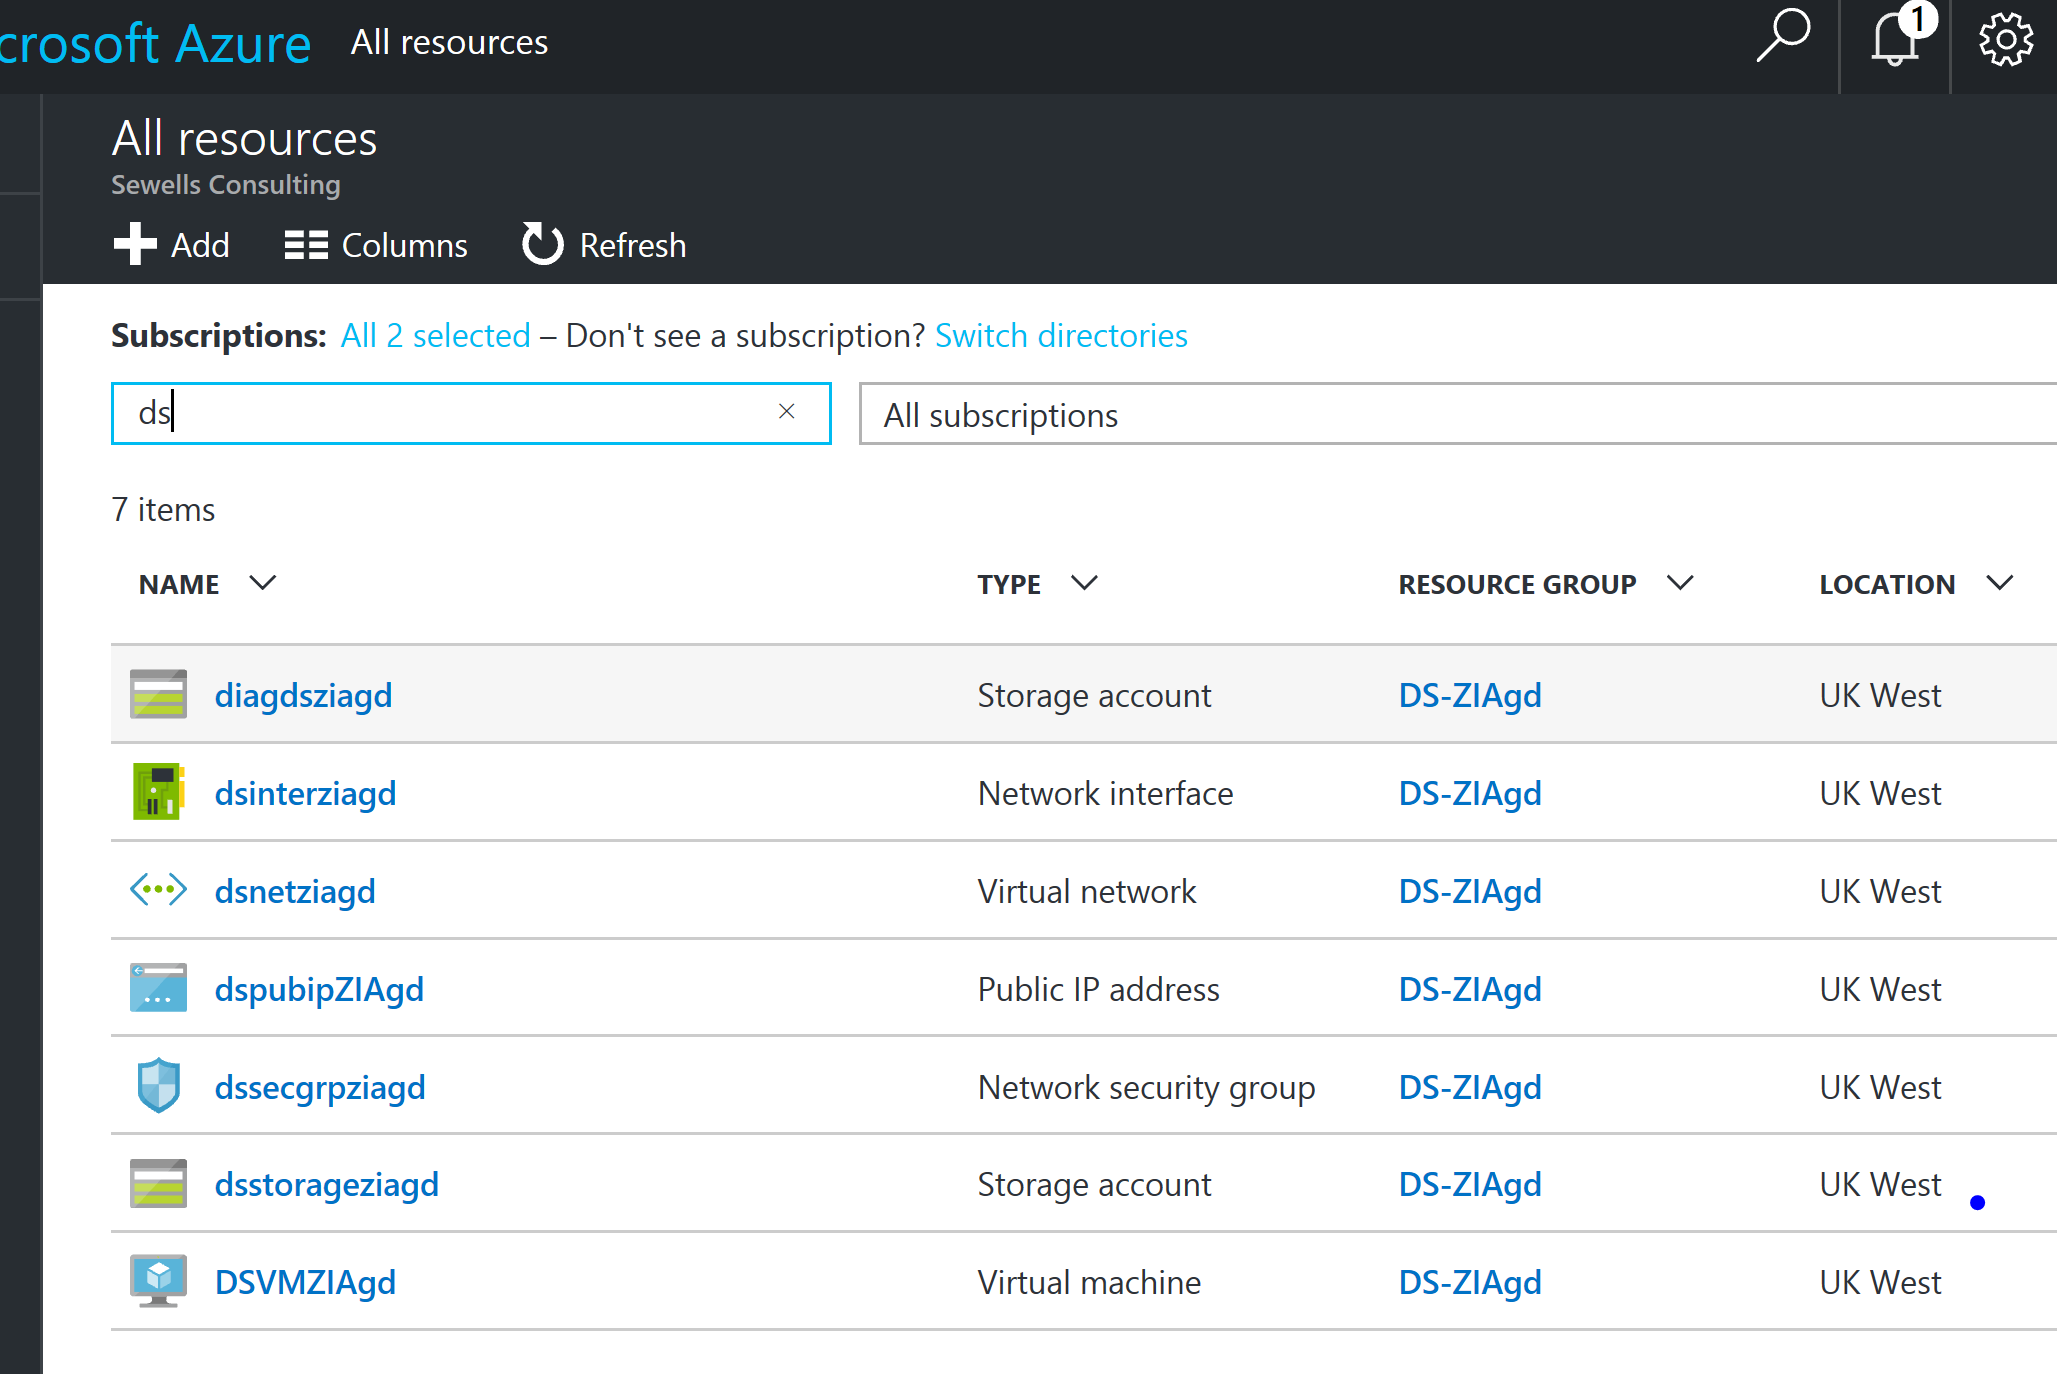 crosoft Azure All resources 1
All resources
Sewells Consulting
Add Columns Refresh
Subscriptions: All 2 selected – Don't see a subscription? Switch directories
ds × All subscriptions
7 items
NAME TYPE RESOURCE GROUP LOCATION
diagdsziagd Storage account DS-ZIAgd UK West
dsinterziagd Network interface DS-ZIAgd UK West
dsnetziagd Virtual network DS-ZIAgd UK West
dspubipZIAgd Public IP address DS-ZIAgd UK West
dssecgrpziagd Network security group DS-ZIAgd UK West
dsstorageziagd Storage account DS-ZIAgd UK West
DSVMZIAgd Virtual machine DS-ZIAgd UK West